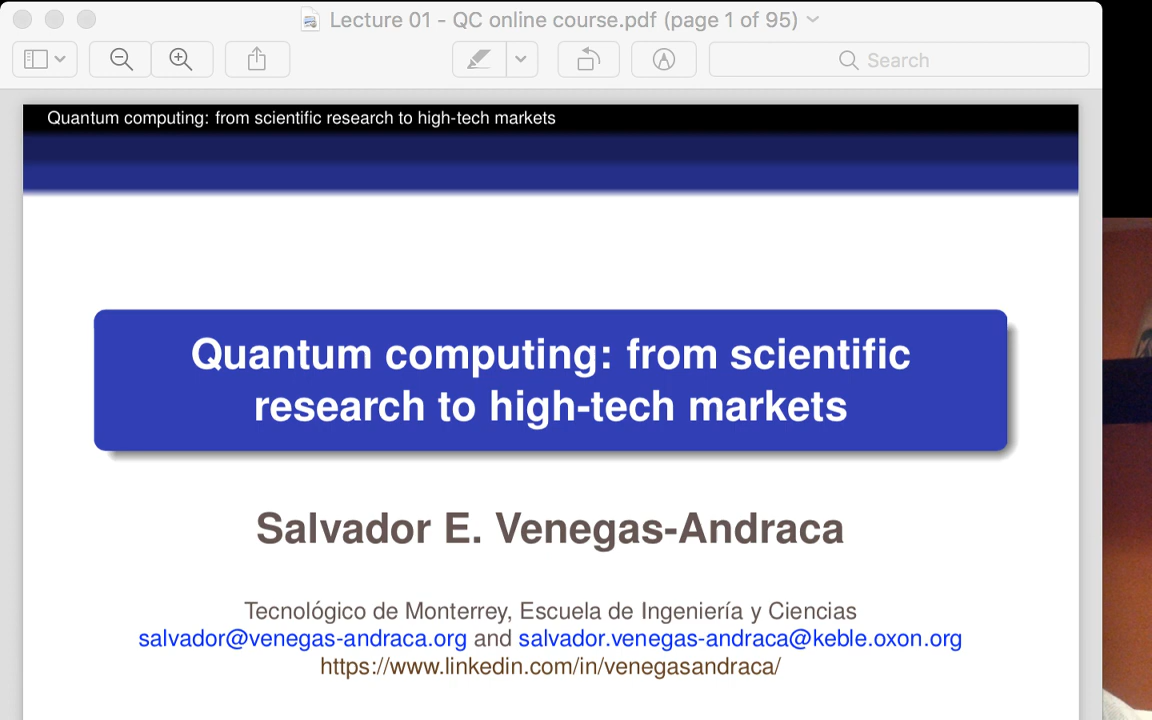 Lecture 01 - QC online course.pdf (page 1 of 95)
Search
Quantum computing: from scientific research to high-tech markets
Quantum computing: from scientific
research to high-tech markets
Salvador E. Venegas-Andraca
Tecnológico de Monterrey, Escuela de Ingeniería y Ciencias
salvador@venegas-andraca.org and salvador.venegas-andraca@keble.oxon.org
https://www.linkedin.com/in/venegasandraca/